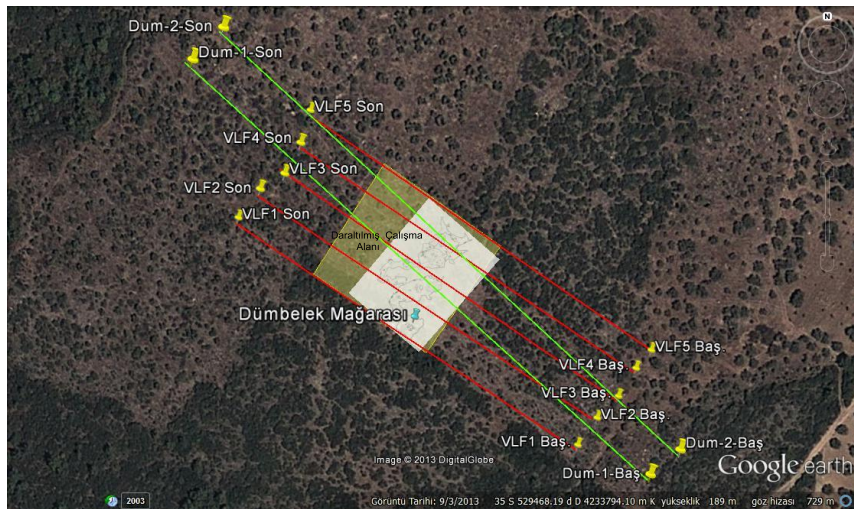 N
Dum-2-Son
Dum-1-Son
VLF5 Son
VLF4 Son
VLF3 Son
VLF2 Son
VLF1 Son
Daraltılmış Çalışma
Alanı
Dümbelek Mağarası
VLF5 Baş.
VLF4 Baş.
VLF3 Baş.
VLF2 Baş.
VLF1 Baş.
Dum-2-Baş
Dum-1-Baş
Image © 2013 DigitalGlobe
Google earth
2003
Görüntü Tarihi: 9/3/2013 35 S 529468.19 d D 4233794.10 m K yükseklik 189 m göz hizası 729 m